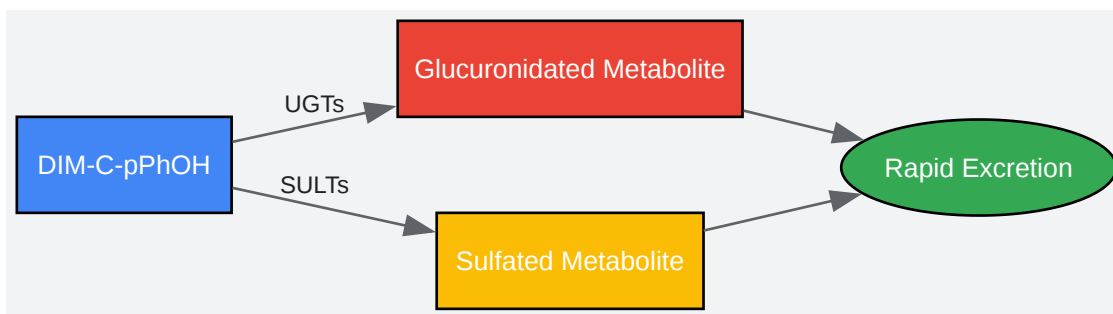 DIM-C-pPhOH
UGTs
SULTs
Glucuronidated Metabolite
Sulfated Metabolite
Rapid Excretion